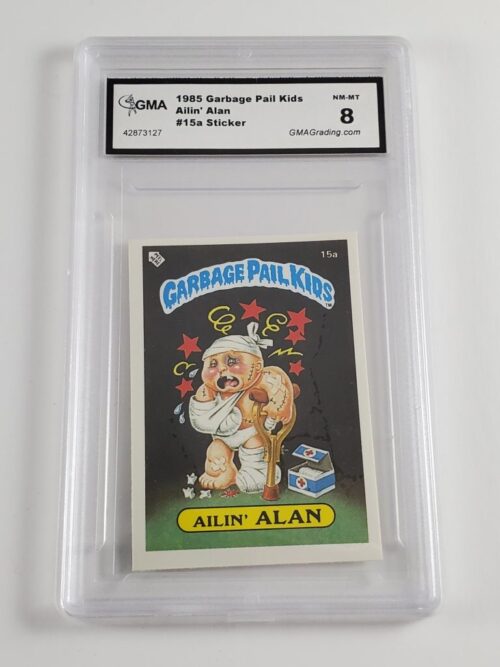 GMA
1985 Garbage Pail Kids
Ailin' Alan
#15a Sticker
NM-MT
8
42873127
GMAGrading.com
15a
GARBAGE PAIL KIDS
TM
AILIN' ALAN